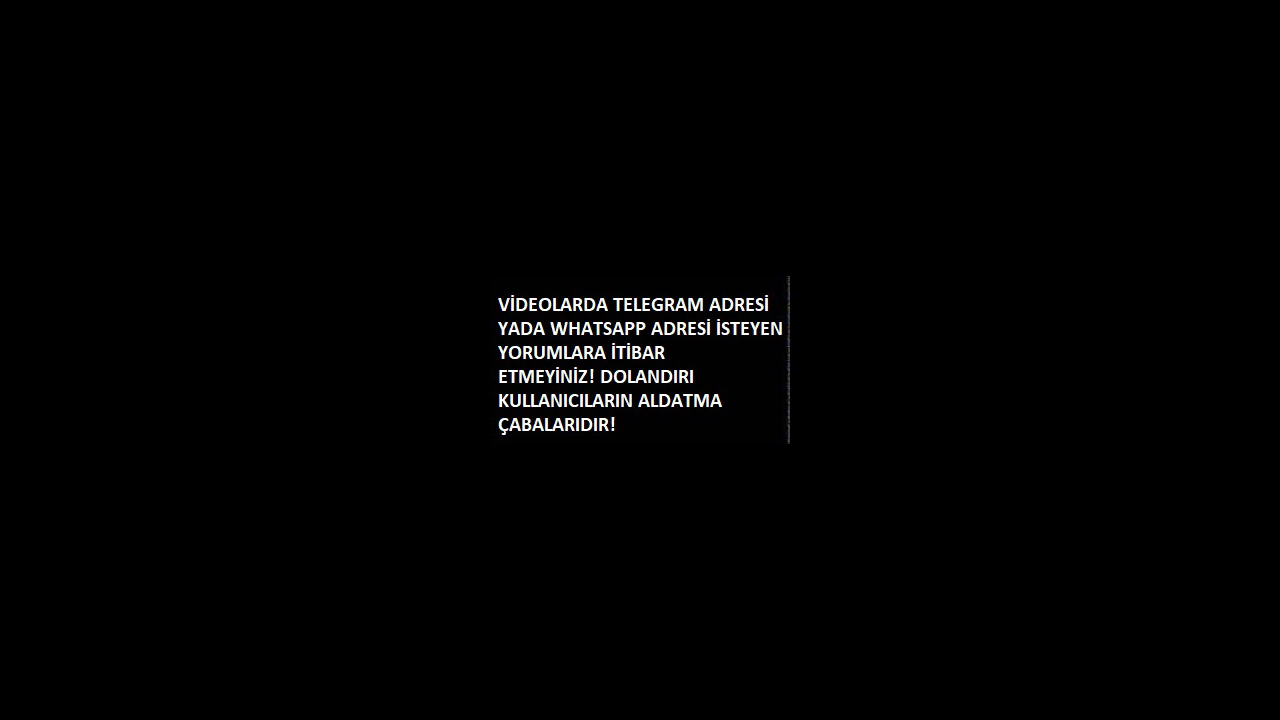 VİDEOLARDA TELEGRAM ADRESİ
YADA WHATSAPP ADRESİ İSTEYEN
YORUMLARA İTİBAR
ETMEYİNİZ! DOLANDIRI
KULLANICILARIN ALDATMA
ÇABALARIDIR!